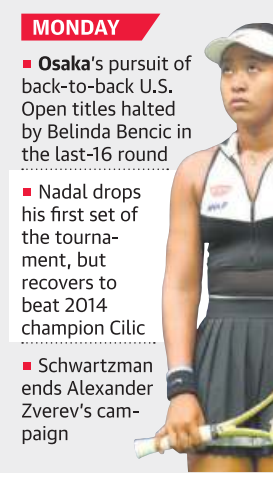 MONDAY
▪ Osaka's pursuit of
back-to-back U.S.
Open titles halted
by Belinda Bencic in
the last-16 round
▪ Nadal drops
his first set of
the tourna-
ment, but
recovers to
beat 2014
champion Cilic
▪ Schwartzman
ends Alexander
Zverev's cam-
paign